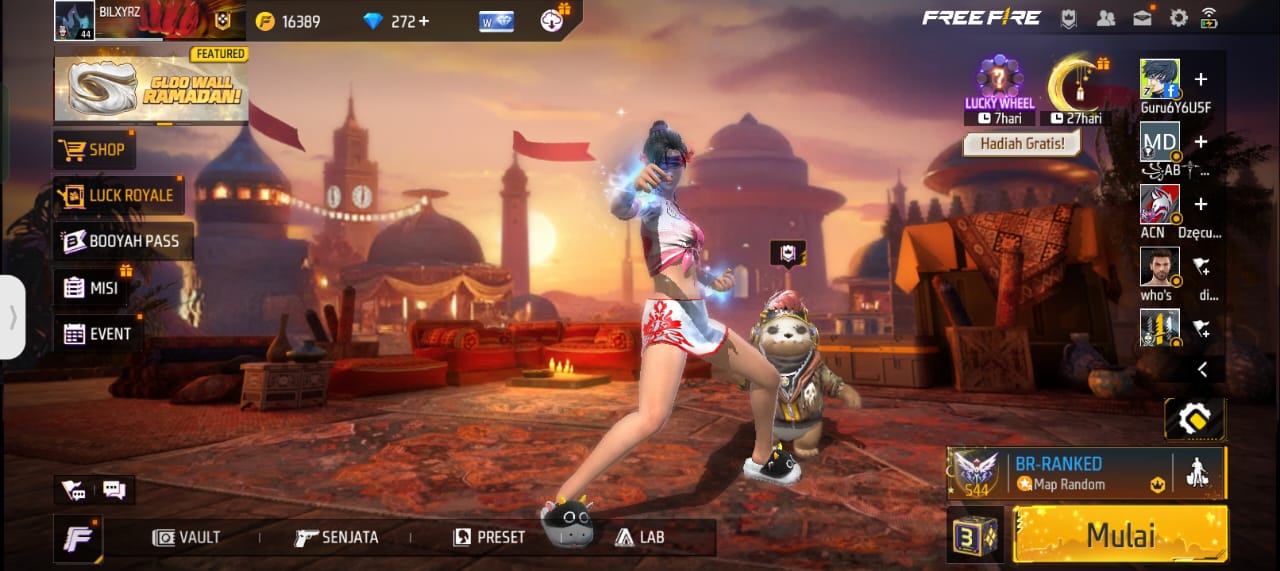 BILXYRZ
44
16389
272+
W
FREE FIRE
FEATURED
GLOO WALL
RAMADAN!
SHOP
LUCK ROYALE
BOOYAH PASS
MISI
EVENT
LUCKY WHEEL
7hari
27hari
Hadiah Gratis!
Guru6Y6U5F
MD
AB
ACN Dzęcu...
who's di...
BR-RANKED
544
Map Random
VAULT
SENJATA
PRESET
LAB
3
Mulai